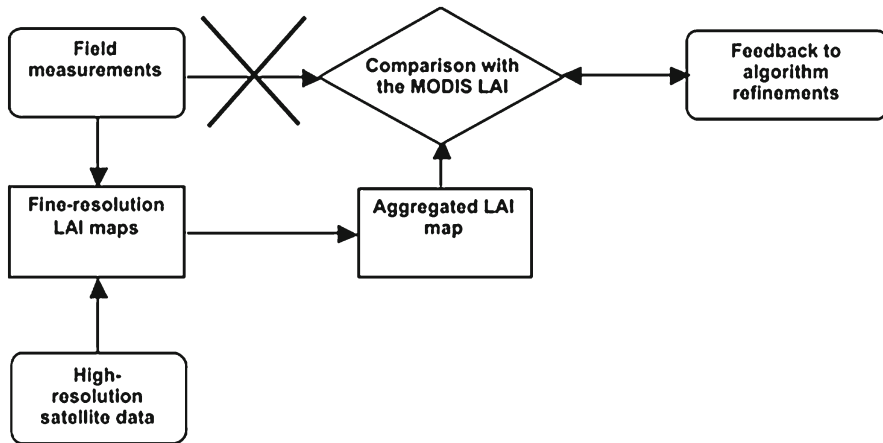 Field
measurements
Comparison with
the MODIS LAI
Feedback to
algorithm
refinements
Fine-resolution
LAI maps
Aggregated LAI
map
High-
resolution
satellite data